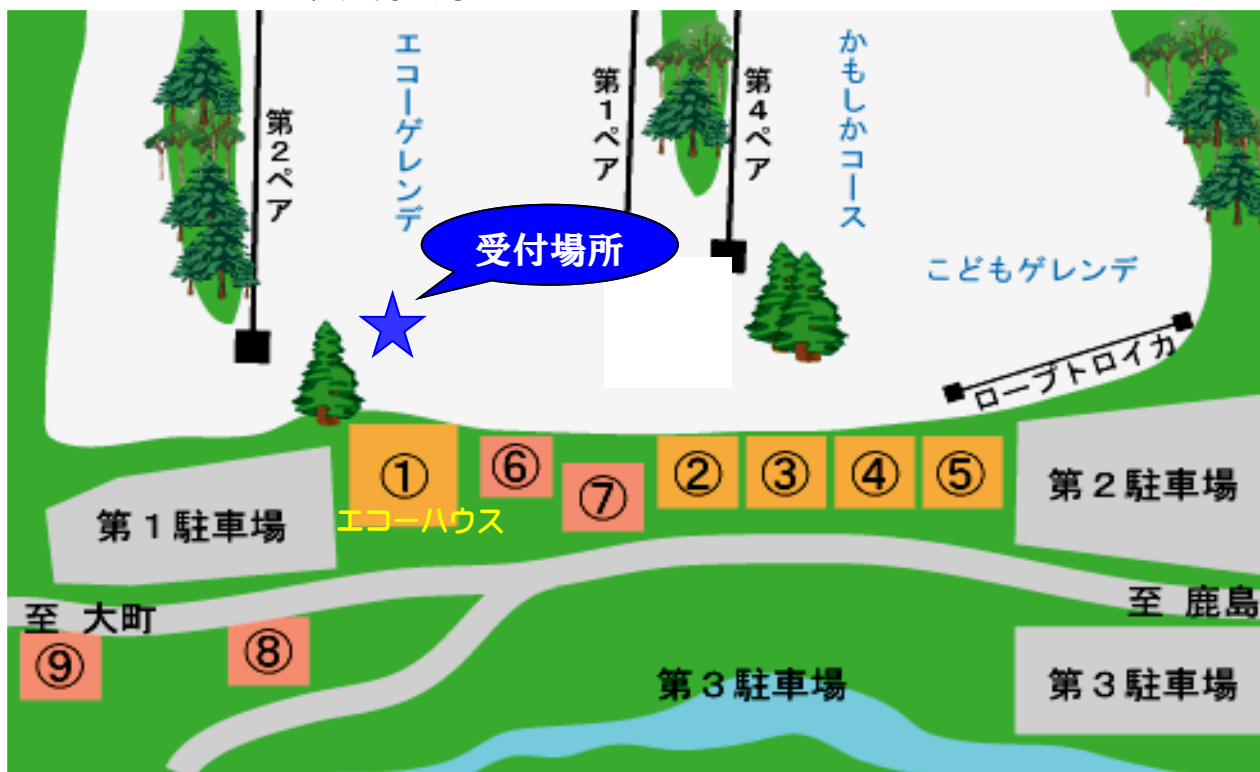 エコーゲレンデ
第1ペア
第4ペア
かもしかコース
第2ペア
受付場所
こどもゲレンデ
ロープトロイカ
①
⑥
⑦
②
③
④
⑤
第2駐車場
第1駐車場
エコーハウス
至 大町
至 鹿島
⑨
⑧
第3駐車場
第3駐車場